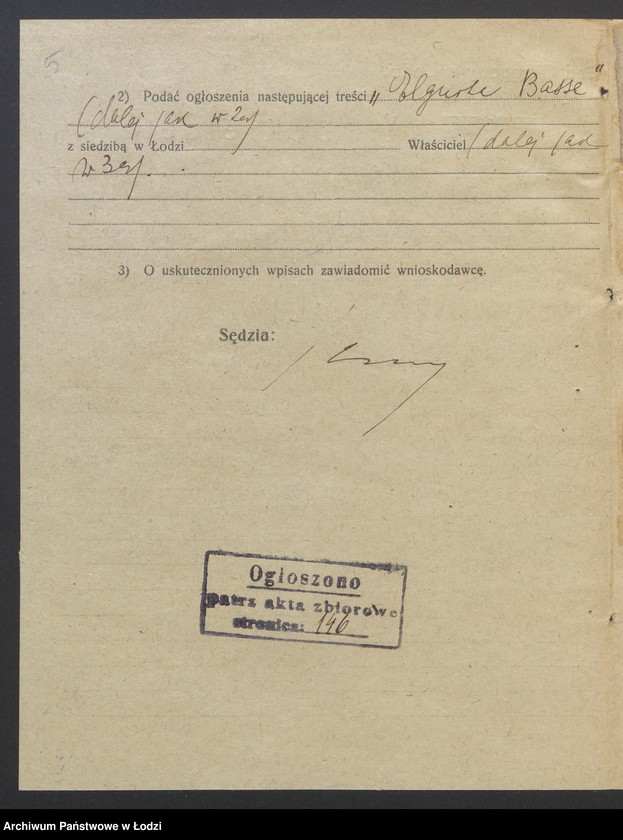 5
2) Podać ogłoszenia następującej treści „ Basse"
(dalej jak w 2ej
z siedzibą w Łodzi Właściciel (dalej jak
w 3ej.
3) O uskutecznionych wpisach zawiadomić wnioskodawcę.
Sędzia:
Ogłoszono
patrz akta zbiorowe
stronica: 146
Archiwum Państwowe w Łodzi